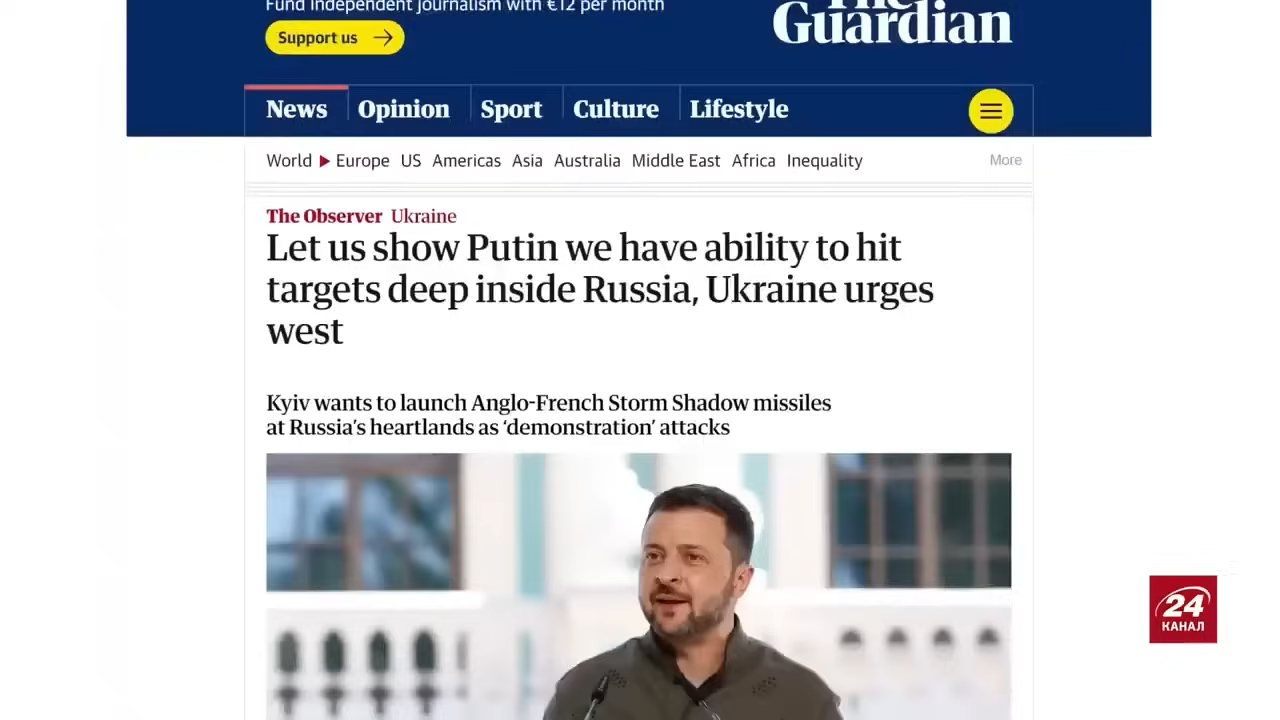 Fund independent journalism with €12 per month
Support us
The
Guardian
News Opinion Sport Culture Lifestyle
World Europe US Americas Asia Australia Middle East Africa Inequality More
The Observer Ukraine
Let us show Putin we have ability to hit
targets deep inside Russia, Ukraine urges
west
Kyiv wants to launch Anglo-French Storm Shadow missiles
at Russia’s heartlands as ‘demonstration’ attacks
24
КАНАЛ